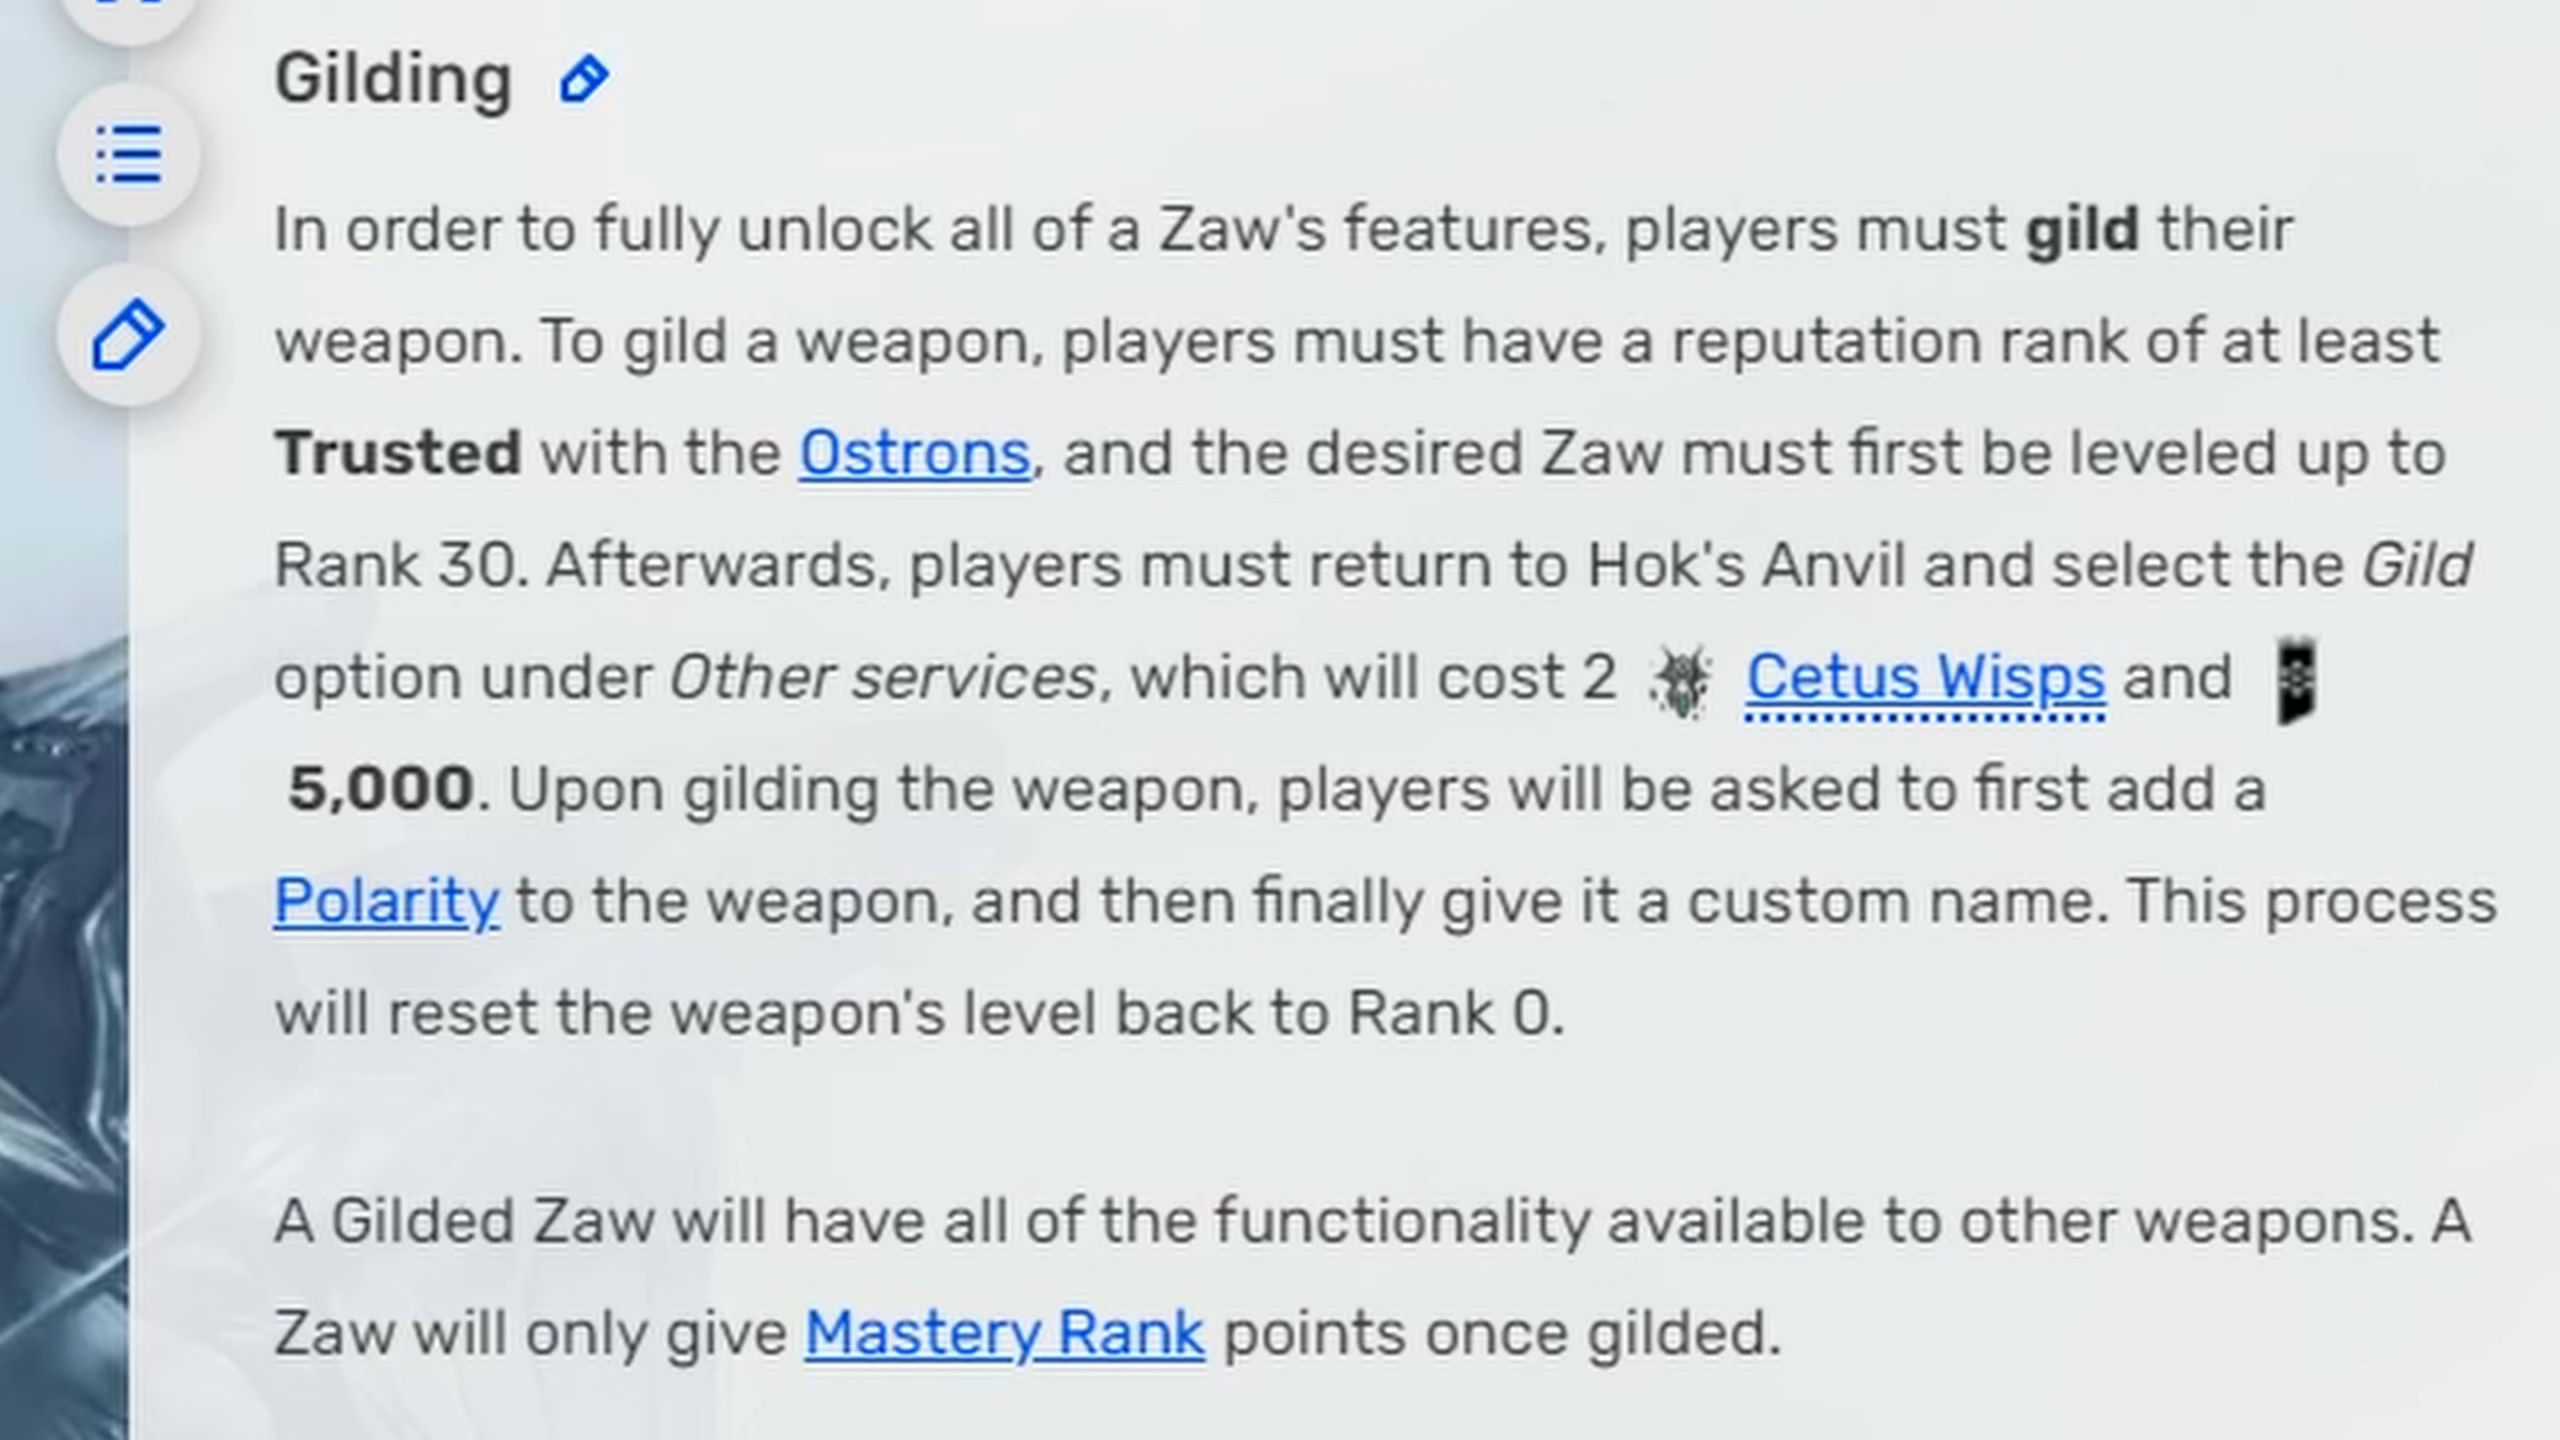 Gilding
In order to fully unlock all of a Zaw's features, players must gild their
weapon. To gild a weapon, players must have a reputation rank of at least
Trusted with the Ostrons, and the desired Zaw must first be leveled up to
Rank 30. Afterwards, players must return to Hok's Anvil and select the Gild
option under Other services, which will cost 2 Cetus Wisps and
5,000. Upon gilding the weapon, players will be asked to first add a
Polarity to the weapon, and then finally give it a custom name. This process
will reset the weapon's level back to Rank 0.
A Gilded Zaw will have all of the functionality available to other weapons. A
Zaw will only give Mastery Rank points once gilded.